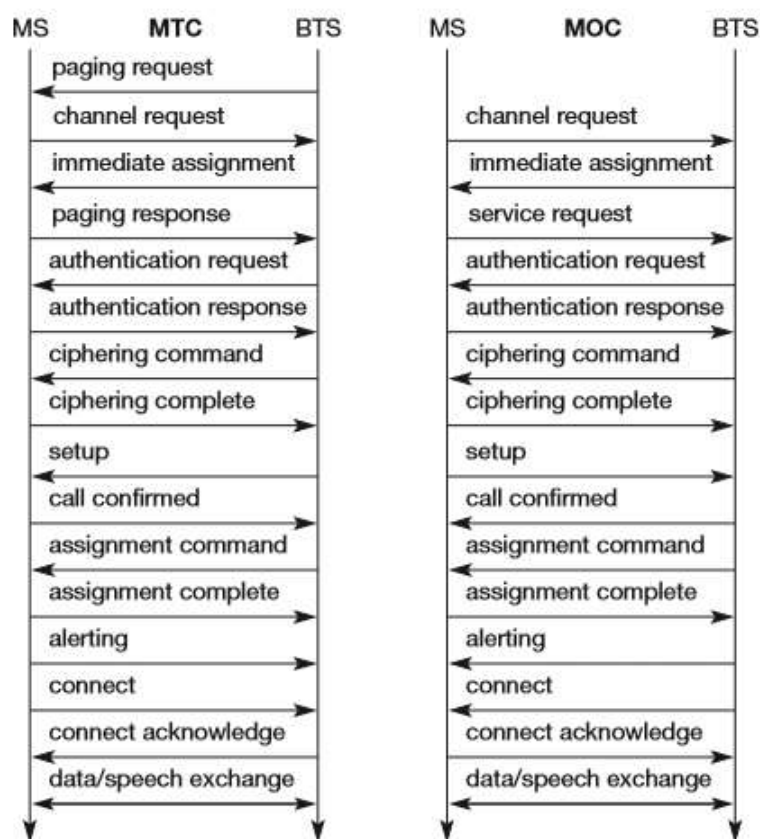 MS MTC BTS MS MOC BTS
paging request
channel request channel request
immediate assignment immediate assignment
paging response service request
authentication request authentication request
authentication response authentication response
ciphering command ciphering command
ciphering complete ciphering complete
setup setup
call confirmed call confirmed
assignment command assignment command
assignment complete assignment complete
alerting alerting
connect connect
connect acknowledge connect acknowledge
data/speech exchange data/speech exchange